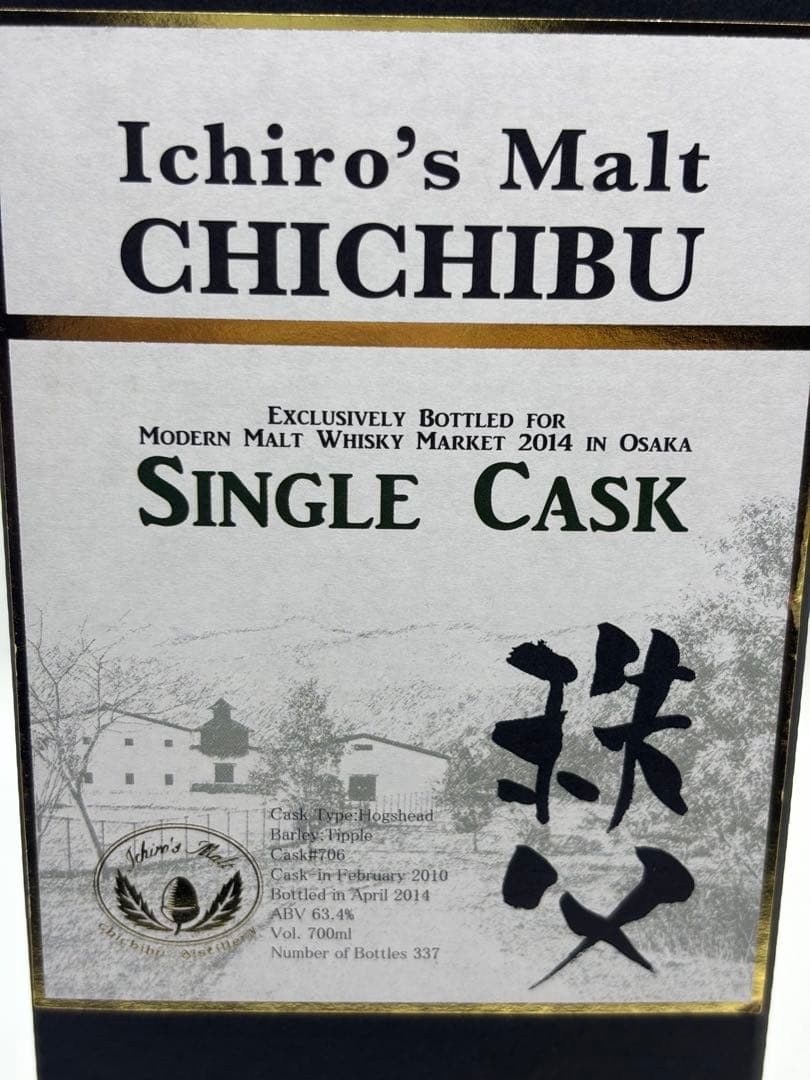 Ichiro's Malt
CHICHIBU
EXCLUSIVELY BOTTLED FOR
MODERN MALT WHISKY MARKET 2014 IN OSAKA
SINGLE CASK
秩父
Cask Type:Hogshead
Barley:Tipple
Cask#706
Cask-in February 2010
Bottled in April 2014
ABV 63.4%
Vol. 700ml
Number of Bottles 337
Ichiro's Malt
chichibu distillery